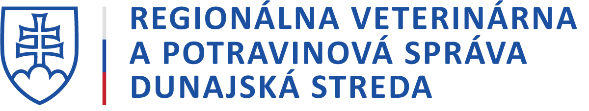 REGIONÁLNA VETERINÁRNA
A POTRAVINOVÁ SPRÁVA
DUNAJSKÁ STREDA